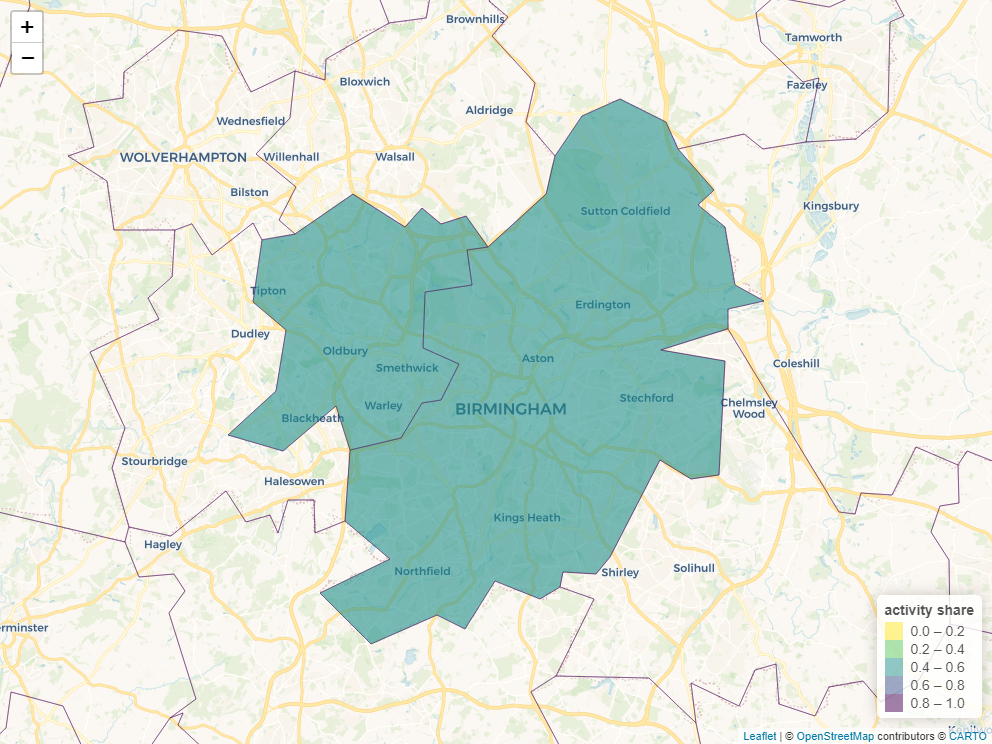 +
−
Brownhills
Tamworth
Bloxwich
Fazeley
Aldridge
Wednesfield
WOLVERHAMPTON
Willenhall
Walsall
Bilston
Kingsbury
Sutton Coldfield
Tipton
Erdington
Dudley
Oldbury
Aston
Smethwick
Coleshill
Stechford
Warley
BIRMINGHAM
Chelmsley
Wood
Blackheath
Stourbridge
Halesowen
Kings Heath
Hagley
Northfield
Shirley
Solihull
erminster
activity share
0.0 – 0.2
0.2 – 0.4
0.4 – 0.6
0.6 – 0.8
0.8 – 1.0
Leaflet | © OpenStreetMap contributors © CARTO